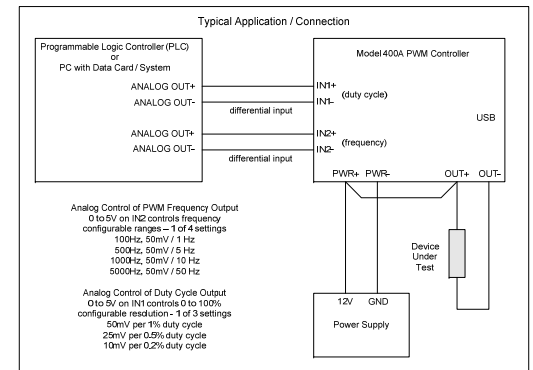 Typical Application / Connection
Programmable Logic Controller (PLC)
or
PC with Data Card / System
ANALOG OUT+
ANALOG OUT-
ANALOG OUT+
ANALOG OUT-
differential input
differential input
Model 400A PWM Controller
IN1+
IN1-
(duty cycle)
IN2+
IN2-
(frequency)
USB
PWR+ PWR- OUT+ OUT-
Analog Control of PWM Frequency Output
0 to 5V on IN2 controls frequency
configurable ranges – 1 of 4 settings
100Hz, 50mV / 1 Hz
500Hz, 50mV / 5 Hz
1000Hz, 50mV / 10 Hz
5000Hz, 50mV / 50 Hz
Analog Control of Duty Cycle Output
0 to 5V on IN1 controls 0 to 100%
configurable resolution - 1 of 3 settings
50mV per 1% duty cycle
25mV per 0.5% duty cycle
10mV per 0.2% duty cycle
Device
Under
Test
12V GND
Power Supply